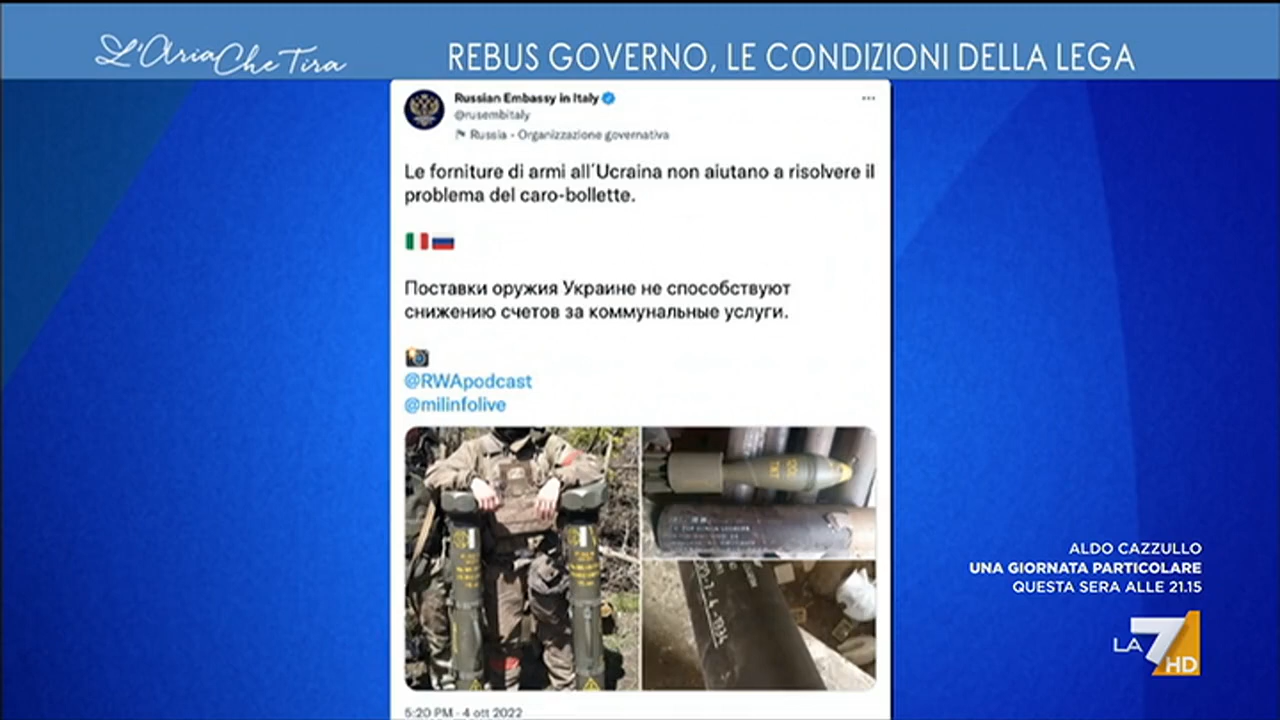 L'Aria Che Tira
REBUS GOVERNO, LE CONDIZIONI DELLA LEGA
Russian Embassy in Italy
@rusembitaly
Russia - Organizzazione governativa
Le forniture di armi all´Ucraina non aiutano a risolvere il
problema del caro-bollette.
Поставки оружия Украине не способствуют
снижению счетов за коммунальные услуги.
@RWApodcast
@milinfolive
5:20 PM · 4 ott 2022
ALDO CAZZULLO
UNA GIORNATA PARTICOLARE
QUESTA SERA ALLE 21.15
LA 7 HD